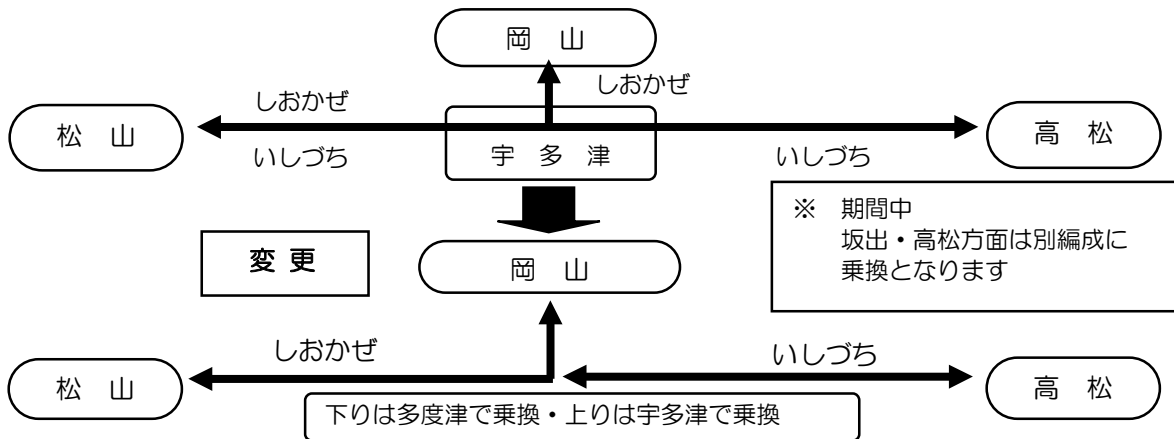 岡 山
しおかぜ
しおかぜ
松 山
宇 多 津
高 松
いしづち
いしづち
※ 期間中
坂出・高松方面は別編成に
乗換となります
変 更
岡 山
しおかぜ
いしづち
松 山
高 松
下りは多度津で乗換・上りは宇多津で乗換